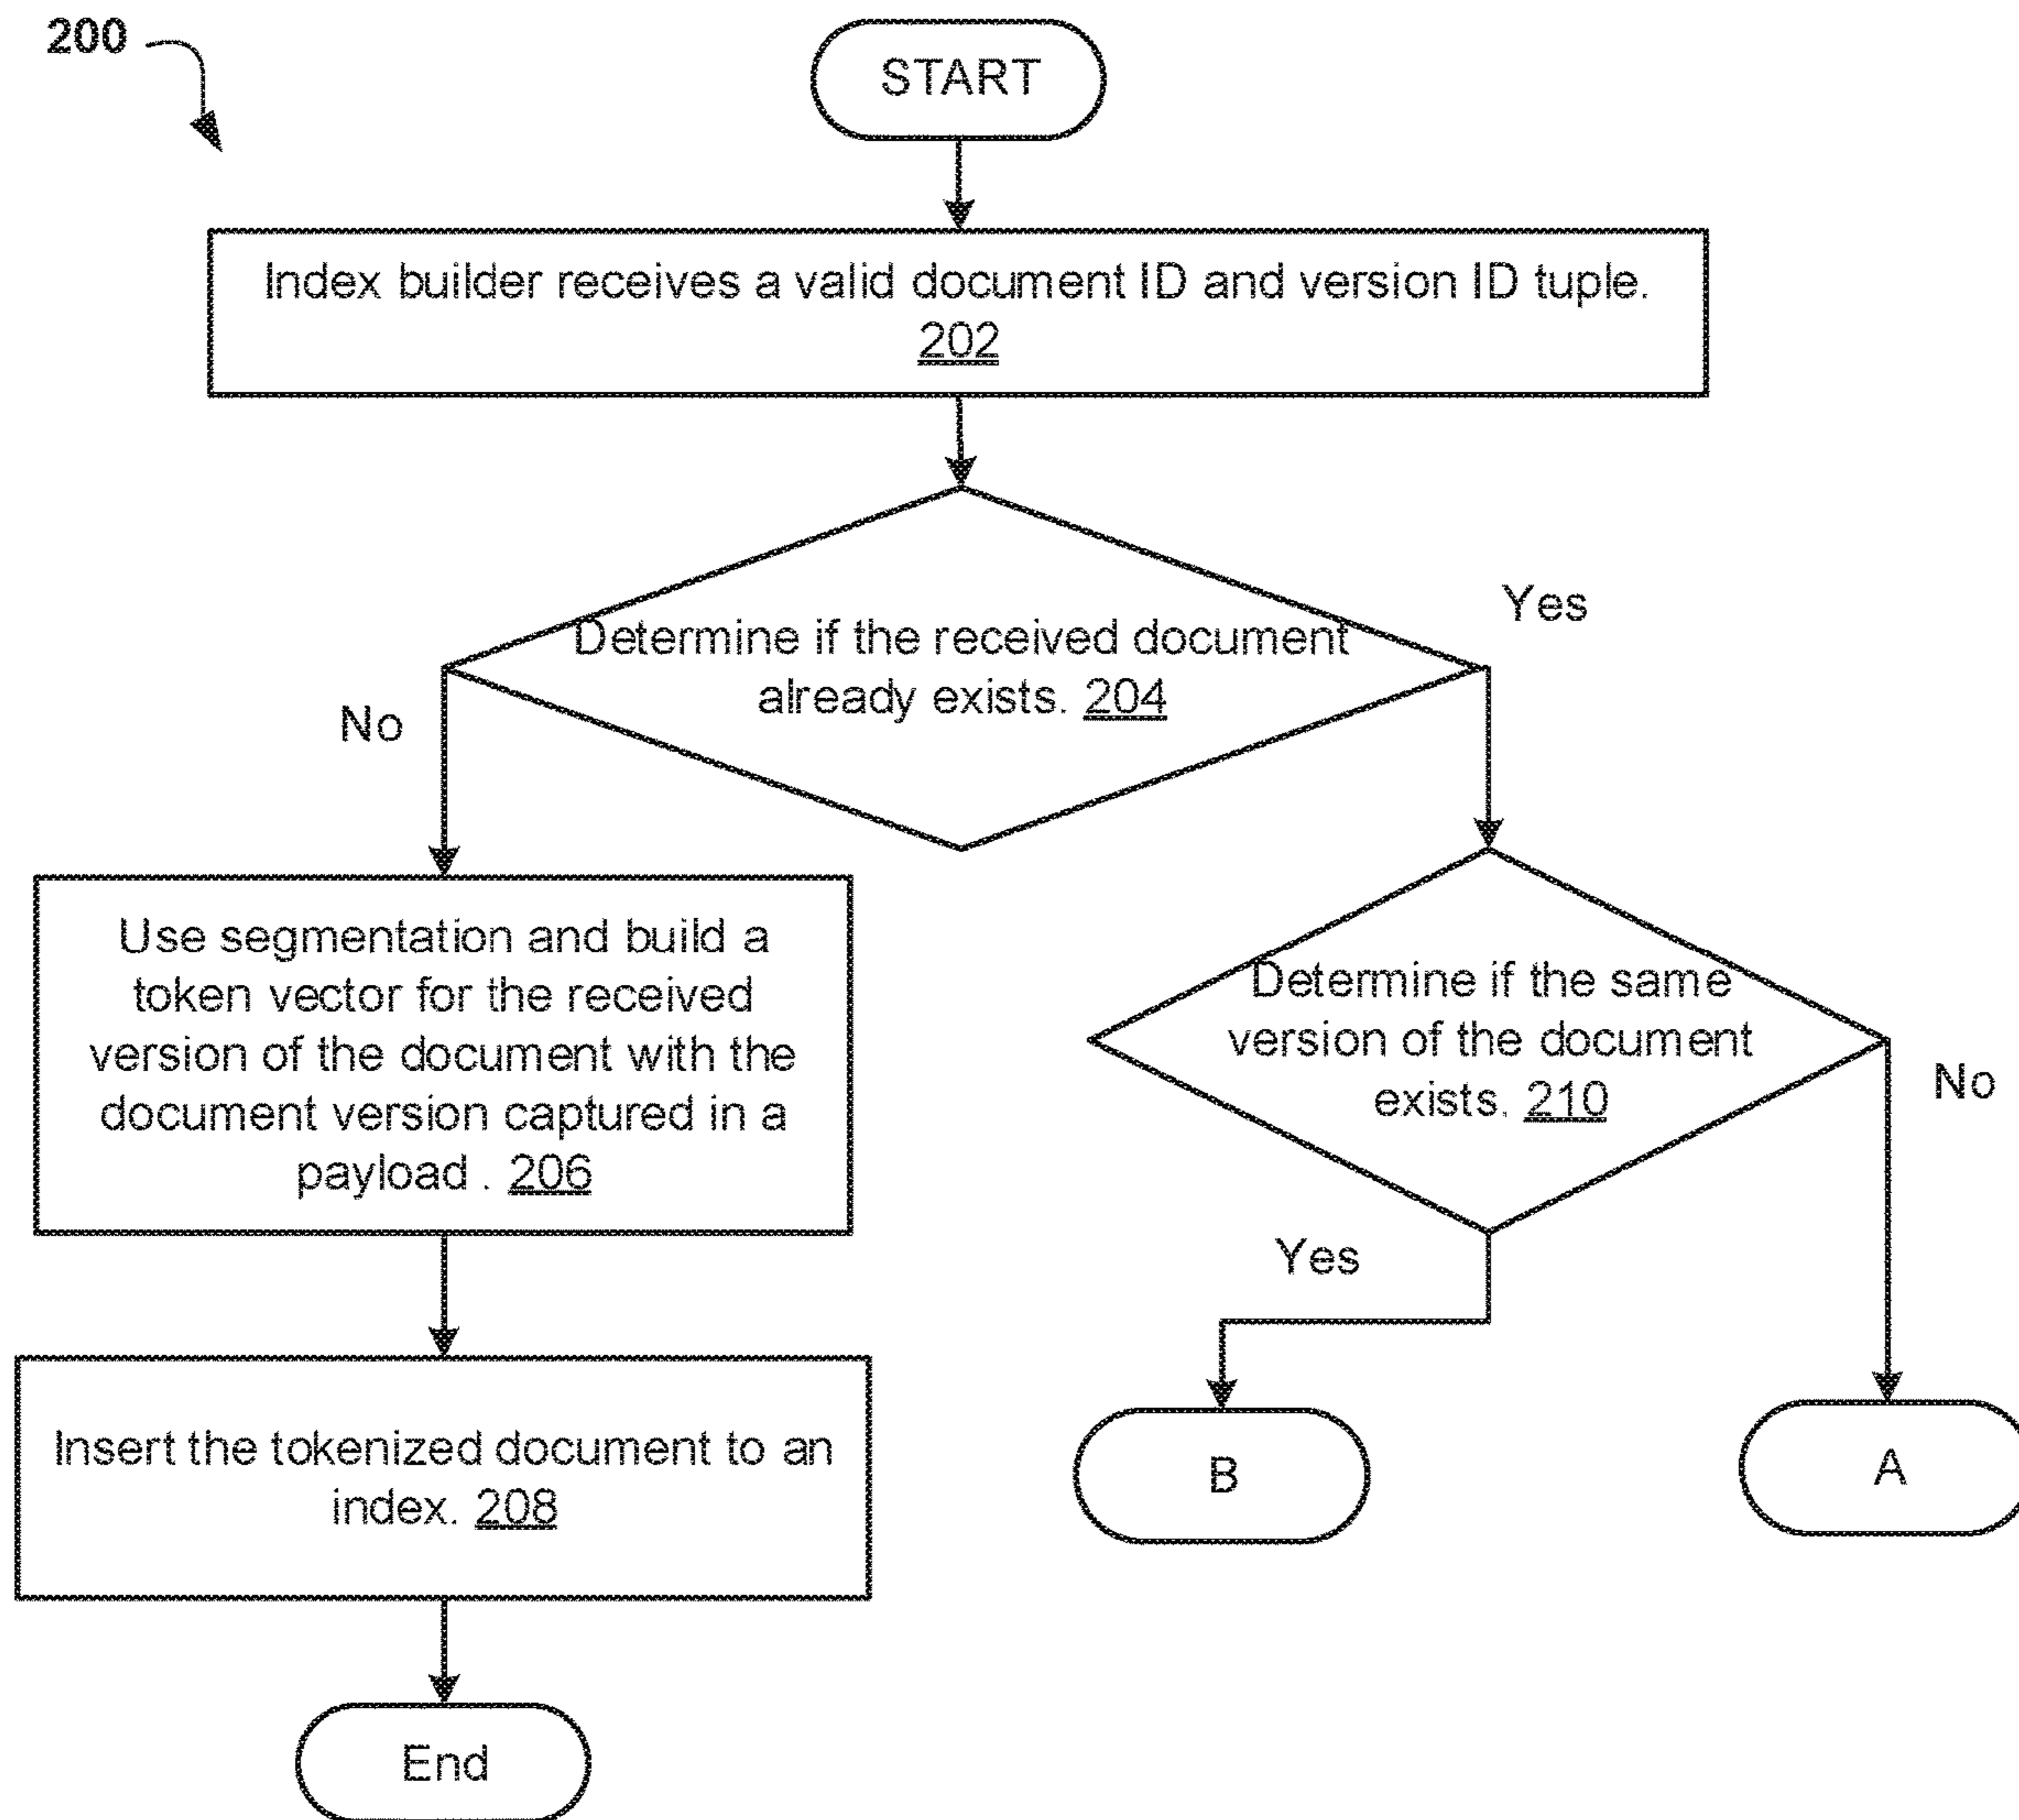 200
START
Index builder receives a valid document ID and version ID tuple.
202
Yes
Determine if the received document
already exists. 204
No
Use segmentation and build a
token vector for the received
version of the document with the
document version captured in a
payload . 206
Determine if the same
version of the document
exists. 210
No
Yes
Insert the tokenized document to an
index. 208
B
A
End